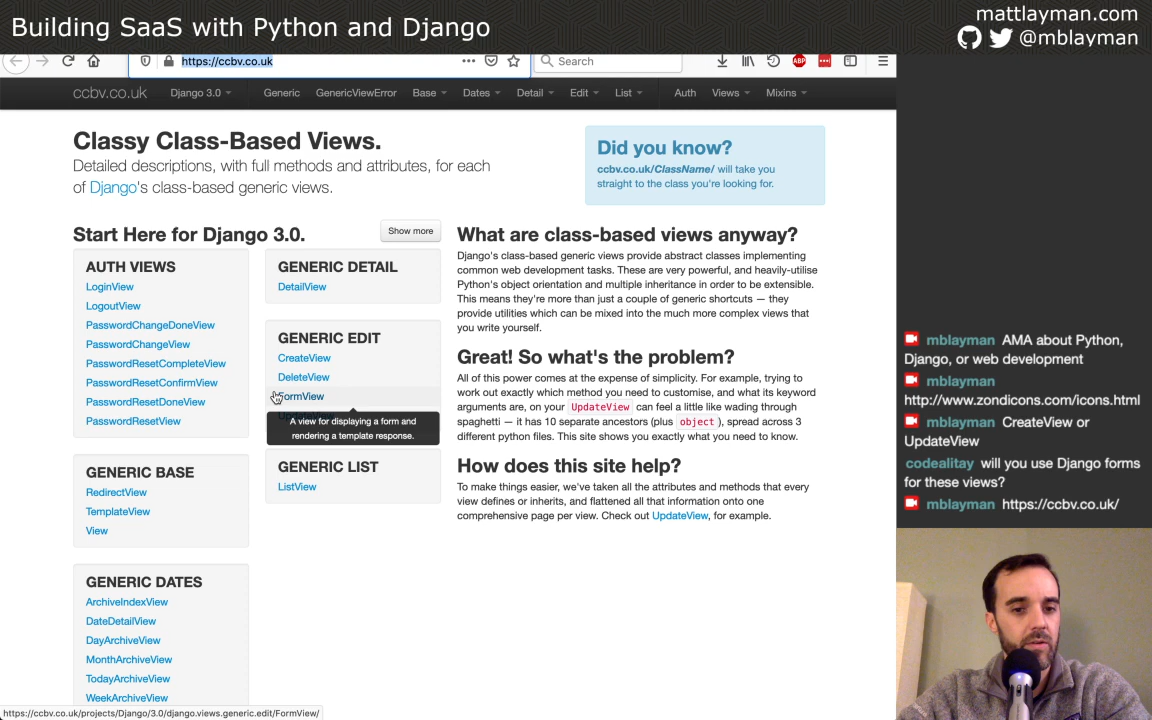 Building SaaS with Python and Django
mattlayman.com
@mblayman
https://ccbv.co.uk
Search
ABP
ccbv.co.uk
Django 3.0
Generic
GenericViewError
Base
Dates
Detail
Edit
List
Auth
Views
Mixins
Classy Class-Based Views.
Detailed descriptions, with full methods and attributes, for each
of Django's class-based generic views.
Did you know?
ccbv.co.uk/ClassName/ will take you
straight to the class you're looking for.
Start Here for Django 3.0.
Show more
AUTH VIEWS
LoginView
LogoutView
PasswordChangeDoneView
PasswordChangeView
PasswordResetCompleteView
PasswordResetConfirmView
PasswordResetDoneView
PasswordResetView
GENERIC BASE
RedirectView
TemplateView
View
GENERIC DATES
ArchiveIndexView
DateDetailView
DayArchiveView
MonthArchiveView
TodayArchiveView
WeekArchiveView
GENERIC DETAIL
DetailView
GENERIC EDIT
CreateView
DeleteView
FormView
UpdateView
A view for displaying a form and
rendering a template response.
GENERIC LIST
ListView
What are class-based views anyway?
Django's class-based generic views provide abstract classes implementing
common web development tasks. These are very powerful, and heavily-utilise
Python's object orientation and multiple inheritance in order to be extensible.
This means they're more than just a couple of generic shortcuts — they
provide utilities which can be mixed into the much more complex views that
you write yourself.
Great! So what's the problem?
All of this power comes at the expense of simplicity. For example, trying to
work out exactly which method you need to customise, and what its keyword
arguments are, on your UpdateView can feel a little like wading through
spaghetti — it has 10 separate ancestors (plus object), spread across 3
different python files. This site shows you exactly what you need to know.
How does this site help?
To make things easier, we've taken all the attributes and methods that every
view defines or inherits, and flattened all that information onto one
comprehensive page per view. Check out UpdateView, for example.
mblayman AMA about Python,
Django, or web development
mblayman
http://www.zondicons.com/icons.html
mblayman CreateView or
UpdateView
codealitay will you use Django forms
for these views?
mblayman https://ccbv.co.uk/
https://ccbv.co.uk/projects/Django/3.0/django.views.generic.edit/FormView/